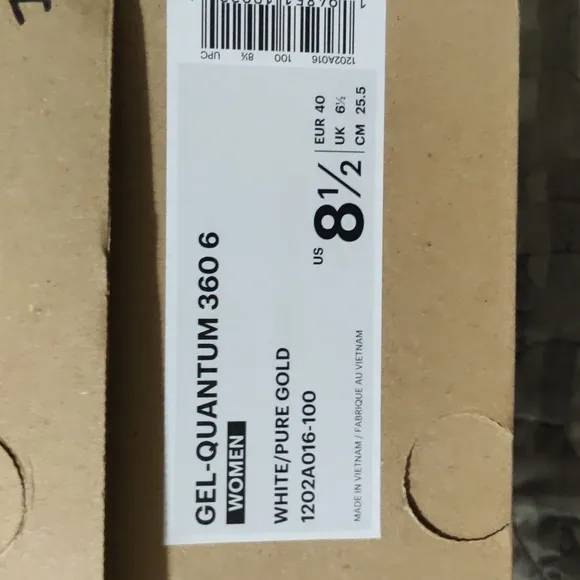 GEL-QUANTUM 360 6
WOMEN
WHITE/PURE GOLD
1202A016-100
MADE IN VIETNAM / FABRIQUE AU VIETNAM
US 8½
EUR 40
UK 6½
CM 25.5
1202A016 100 8½ UPC